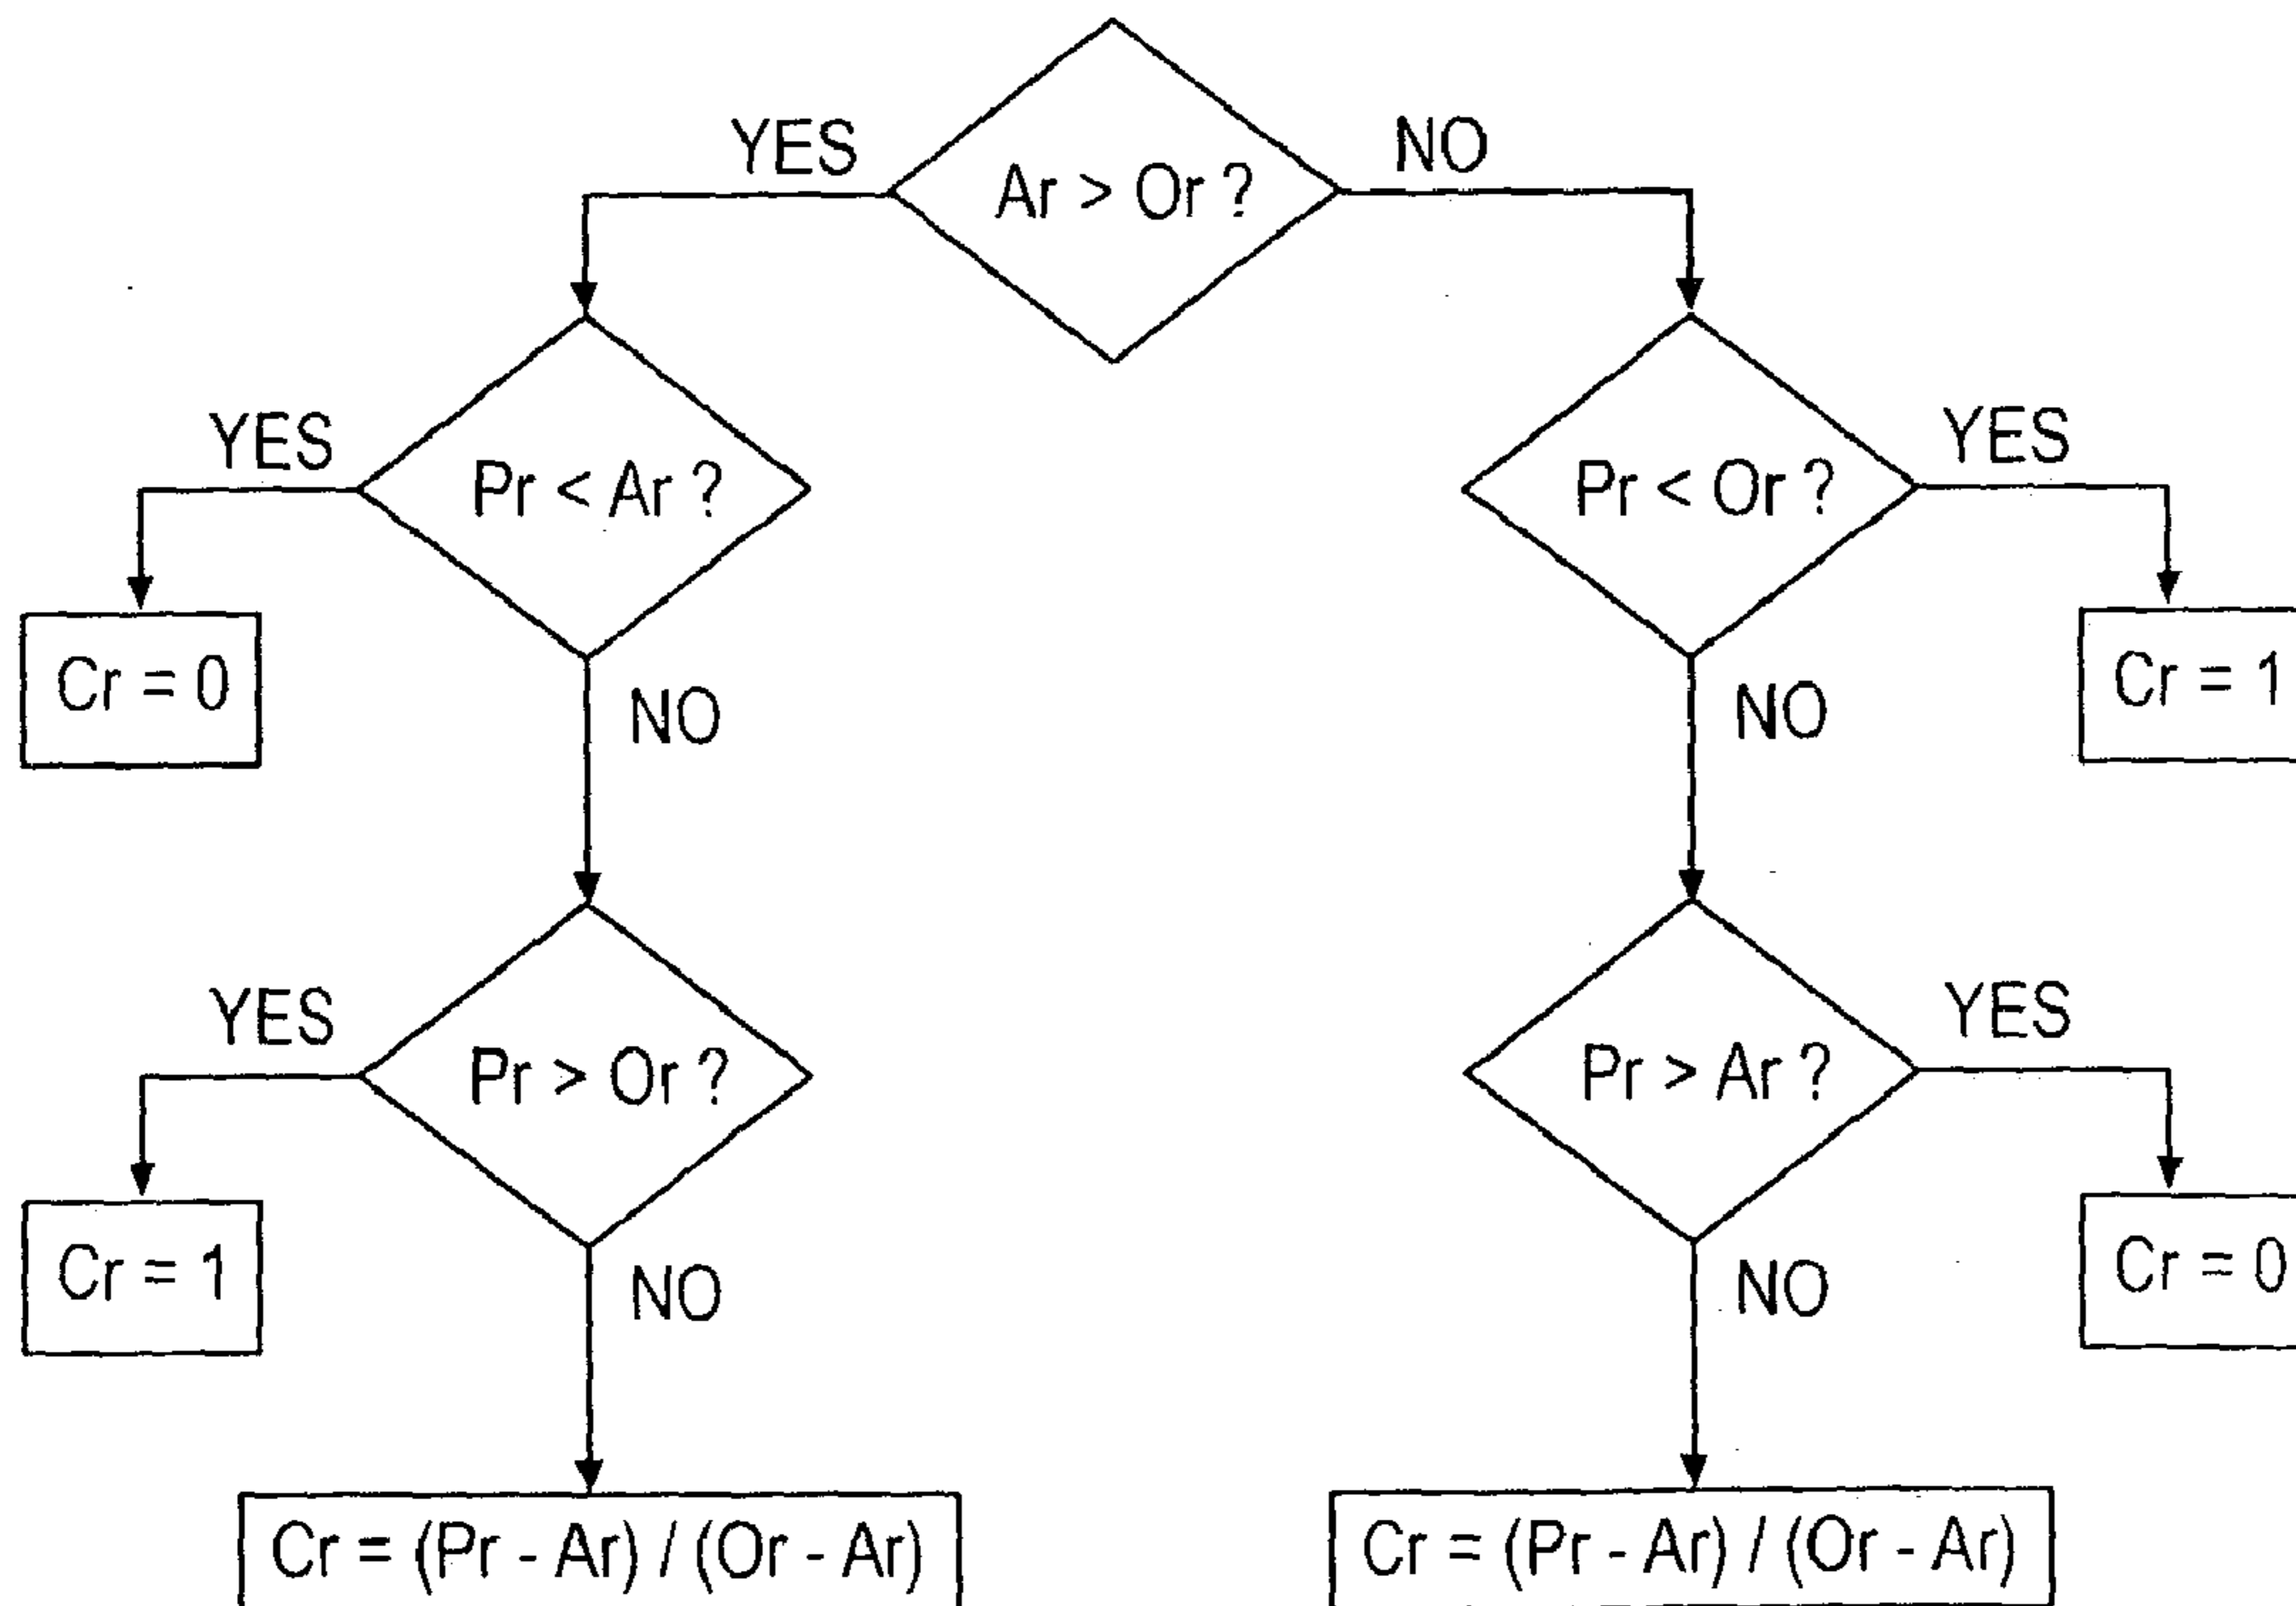 YES
NO
Ar > Or ?
YES
Pr < Ar ?
Pr < Or ?
YES
Cr = 0
NO
NO
Cr = 1
YES
Pr > Or ?
Pr > Ar ?
YES
Cr = 1
NO
NO
Cr = 0
Cr = (Pr - Ar) / (Or - Ar)
Cr = (Pr - Ar) / (Or - Ar)